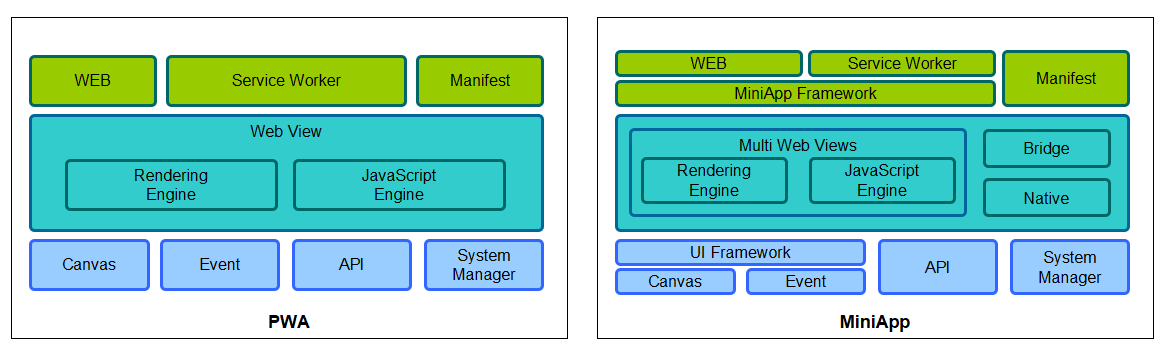 WEB
Service Worker
Manifest
Web View
Rendering
Engine
JavaScript
Engine
Canvas
Event
API
System
Manager
PWA
WEB
Service Worker
MiniApp Framework
Manifest
Multi Web Views
Rendering
Engine
JavaScript
Engine
Bridge
Native
UI Framework
Canvas
Event
API
System
Manager
MiniApp